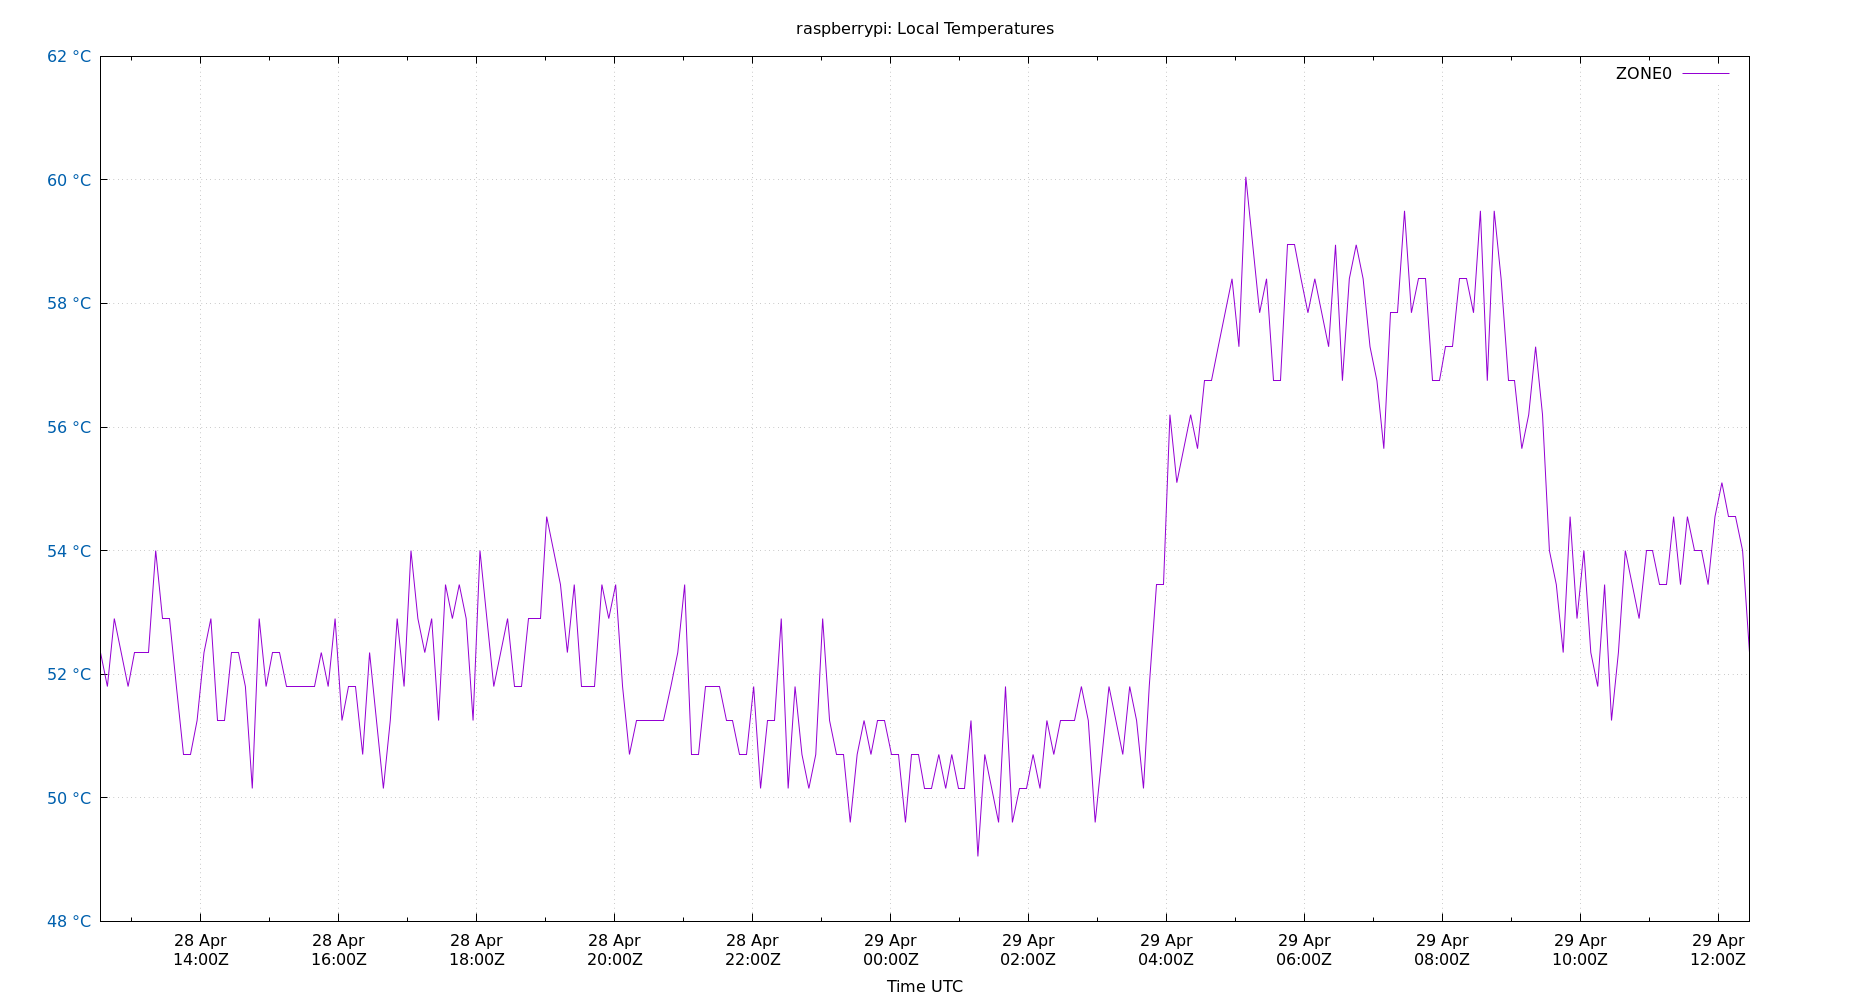 raspberrypi: Local Temperatures
62 °C
ZONE0
60 °C
58 °C
56 °C
54 °C
52 °C
50 °C
48 °C
28 Apr 28 Apr 28 Apr 28 Apr 28 Apr 29 Apr 29 Apr 29 Apr 29 Apr 29 Apr 29 Apr 29 Apr
14:00Z 16:00Z 18:00Z 20:00Z 22:00Z 00:00Z 02:00Z 04:00Z 06:00Z 08:00Z 10:00Z 12:00Z
Time UTC